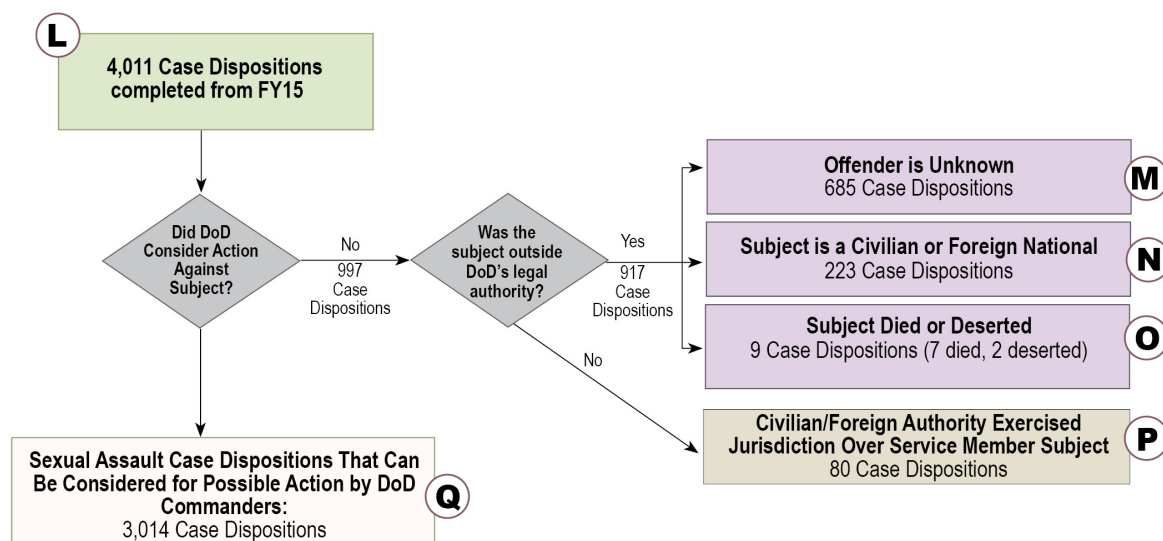 L
4,011 Case Dispositions
completed from FY15
Did DoD
Consider Action
Against
Subject?
No
997
Case
Dispositions
Was the
subject outside
DoD's legal
authority?
Yes
917
Case
Dispositions
Offender is Unknown
685 Case Dispositions
M
Subject is a Civilian or Foreign National
223 Case Dispositions
N
Subject Died or Deserted
9 Case Dispositions (7 died, 2 deserted)
O
No
Civilian/Foreign Authority Exercised
Jurisdiction Over Service Member Subject
80 Case Dispositions
P
Sexual Assault Case Dispositions That Can
Be Considered for Possible Action by DoD
Commanders:
3,014 Case Dispositions
Q